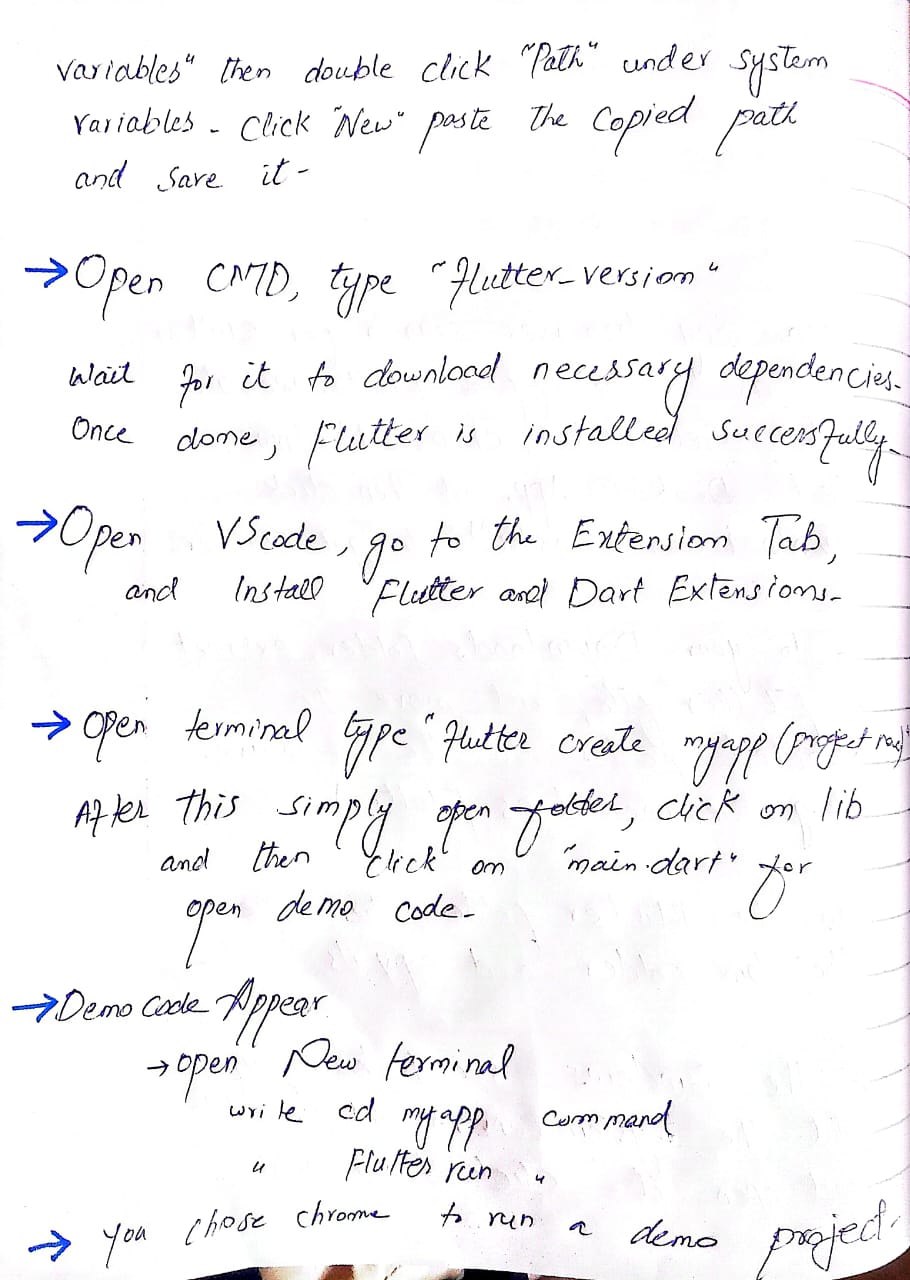 variables" then double click "Path" under system
variables - Click "New" paste the Copied path
and save it -
→ Open CMD, type "Flutter-version"
Wait for it to download necessary dependencies -
Once done, Flutter is installed successfully -
→ Open VScode, go to the Extension Tab,
and Install Flutter and Dart Extensions -
→ Open terminal type "Flutter create myapp (project
After this simply open folder, click on lib
and then click on "main.dart" for
open demo code -
→ Demo Code Appear
→ open New terminal
write cd myapp command
" Flutter run "
→ you chose chrome to run a demo project.